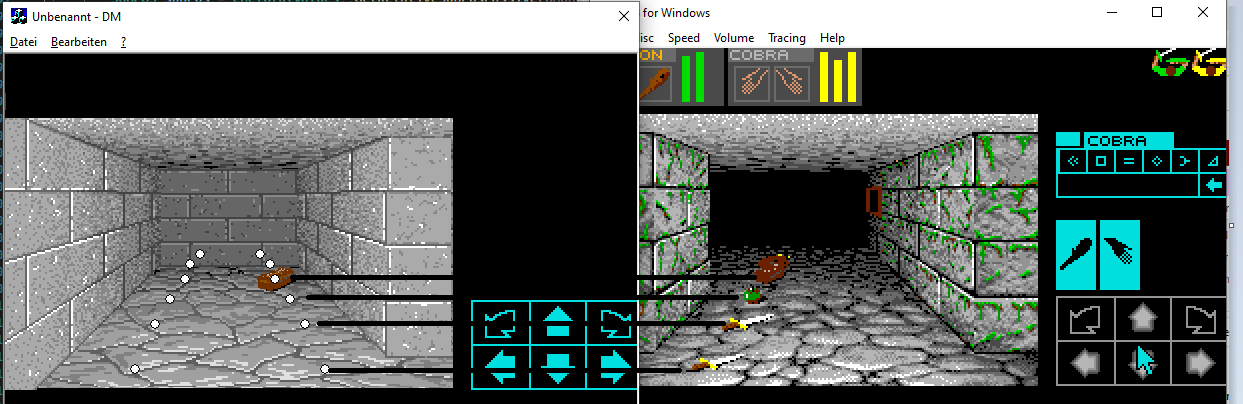 Unbenannt - DM
Datei Bearbeiten ?
for Windows
isc Speed Volume Tracing Help
ON
COBRA
COBRA